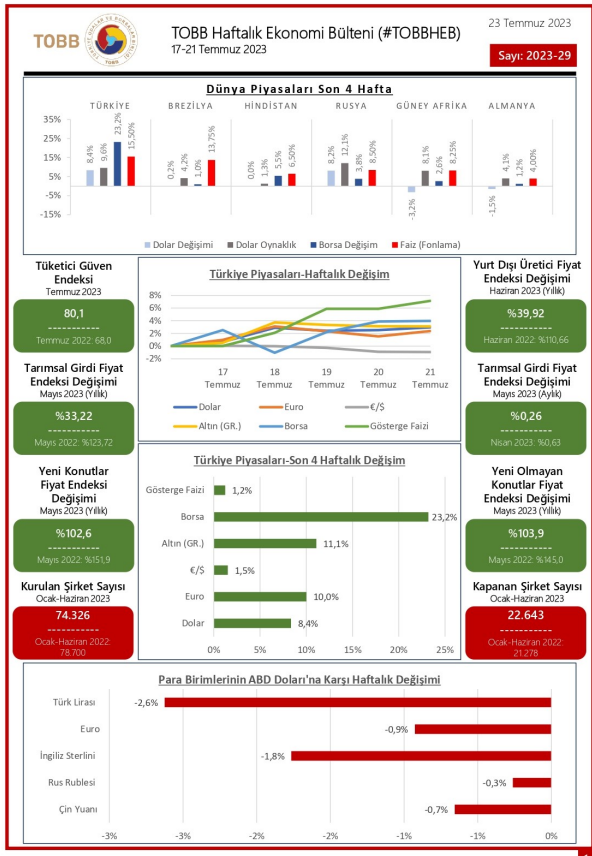 TOBB
TOBB Haftalık Ekonomi Bülteni (#TOBBHEB)
17-21 Temmuz 2023
23 Temmuz 2023
Sayı: 2023-29
Dünya Piyasaları Son 4 Hafta
TÜRKİYE BREZİLYA HİNDİSTAN RUSYA GÜNEY AFRİKA ALMANYA
35%
25%
15%
5%
-5%
-15%
8,4% 9,6% 23,2% 15,50%
0,2% 4,2% 1,0% 13,75%
0,0% 1,3% 5,5% 6,50%
8,2% 12,1% 3,8% 8,50%
-3,2% 8,1% 2,6% 8,25%
-1,5% 4,1% 1,2% 4,00%
Dolar Değişimi Dolar Oynaklık Borsa Değişim Faiz (Fonlama)
Tüketici Güven
Endeksi
Temmuz 2023
80,1
-----------
Temmuz 2022: 68,0
Tarımsal Girdi Fiyat
Endeksi Değişimi
Mayıs 2023 (Yıllık)
%33,22
-----------
Mayıs 2022: %123,72
Yeni Konutlar
Fiyat Endeksi
Değişimi
Mayıs 2023 (Yıllık)
%102,6
-----------
Mayıs 2022: %151,9
Kurulan Şirket Sayısı
Ocak-Haziran 2023
74.326
-----------
Ocak-Haziran 2022:
78.700
Türkiye Piyasaları-Haftalık Değişim
8%
6%
4%
2%
0%
-2%
17 18 19 20 21
Temmuz Temmuz Temmuz Temmuz Temmuz
Dolar Euro €/$
Altın (GR.) Borsa Gösterge Faizi
Türkiye Piyasaları-Son 4 Haftalık Değişim
Gösterge Faizi 1,2%
Borsa 23,2%
Altın (GR.) 11,1%
€/$ 1,5%
Euro 10,0%
Dolar 8,4%
0% 5% 10% 15% 20% 25%
Yurt Dışı Üretici Fiyat
Endeksi Değişimi
Haziran 2023 (Yıllık)
%39,92
-----------
Haziran 2022: %110,66
Tarımsal Girdi Fiyat
Endeksi Değişimi
Mayıs 2023 (Aylık)
%0,26
-----------
Nisan 2023: %0,63
Yeni Olmayan
Konutlar Fiyat
Endeksi Değişimi
Mayıs 2023 (Yıllık)
%103,9
-----------
Mayıs 2022: %145,0
Kapanan Şirket Sayısı
Ocak-Haziran 2023
22.643
-----------
Ocak-Haziran 2022:
21.278
Para Birimlerinin ABD Doları'na Karşı Haftalık Değişimi
Türk Lirası -2,6%
Euro -0,9%
İngiliz Sterlini -1,8%
Rus Rublesi -0,3%
Çin Yuanı -0,7%
-3% -3% -2% -2% -1% -1% 0%